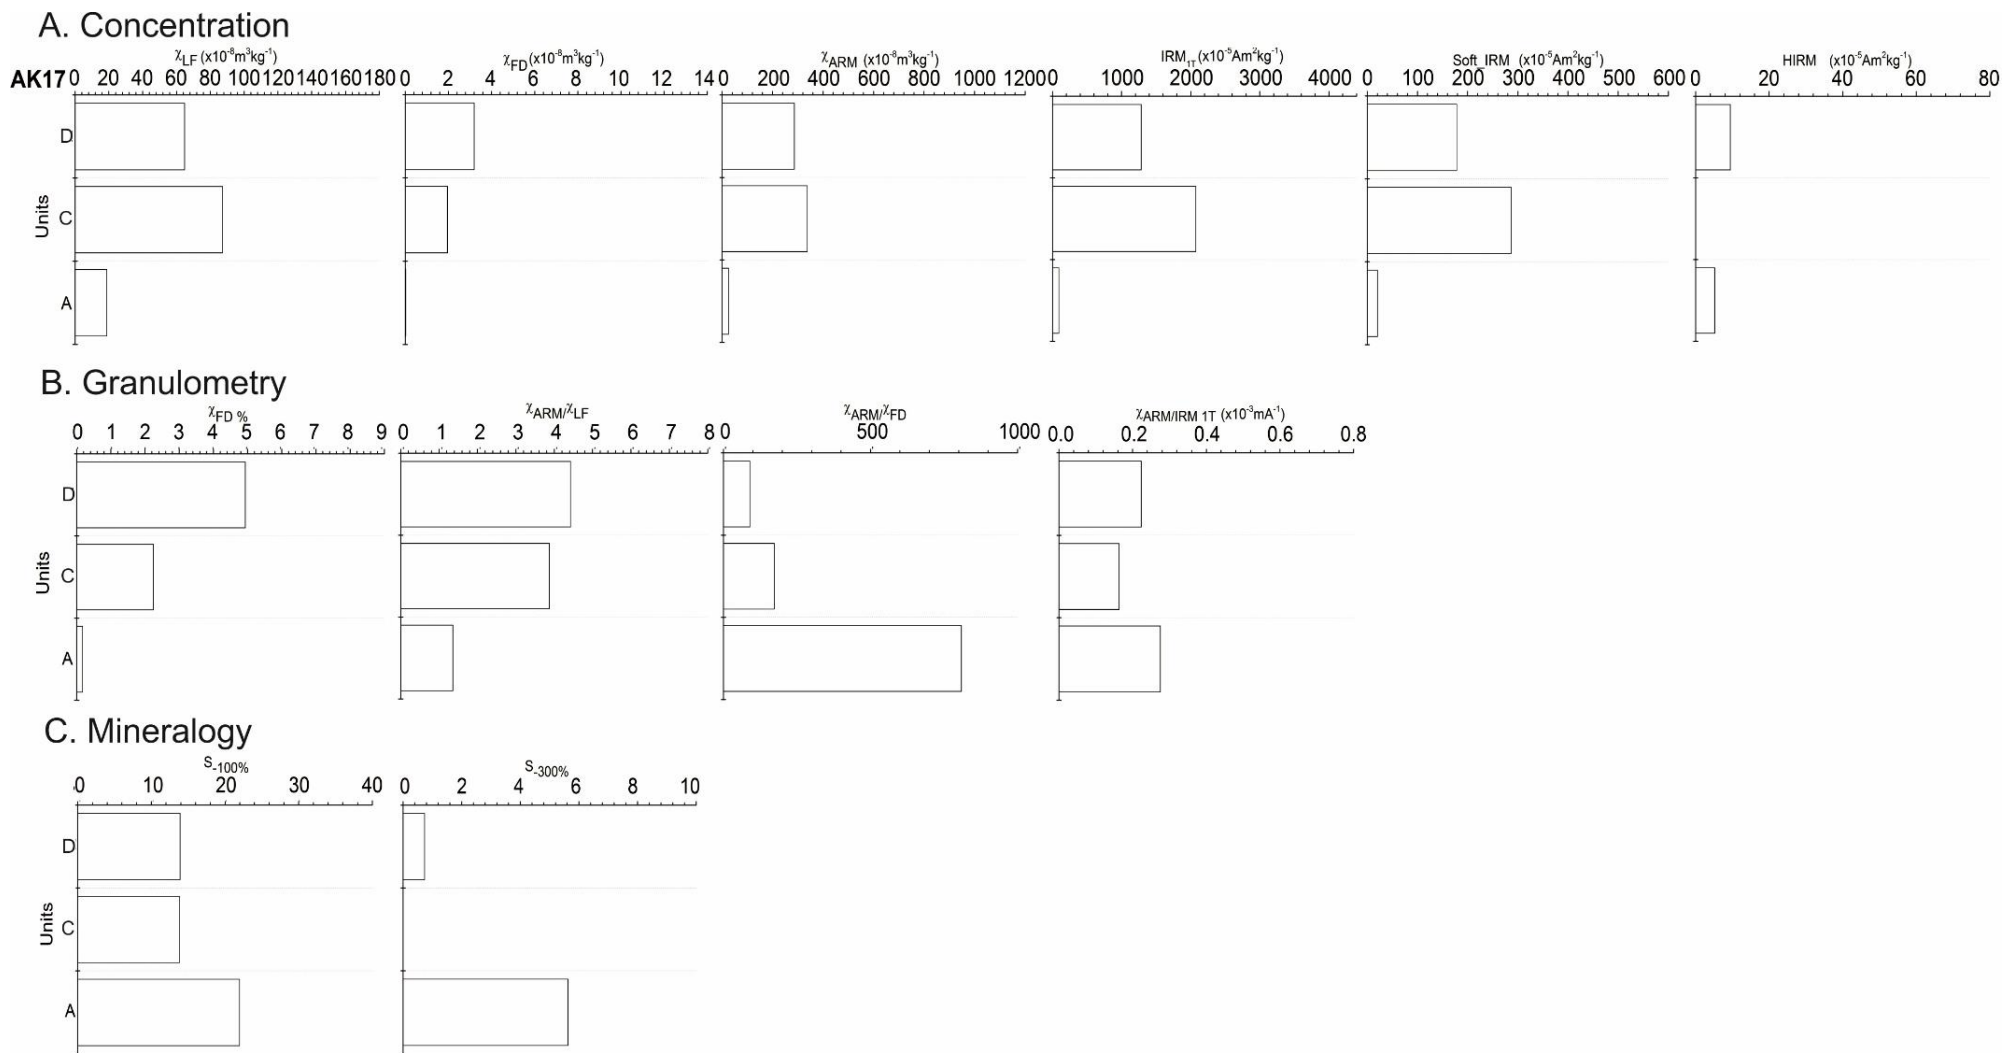 A. Concentration
χLF (x10⁻⁸m³kg⁻¹) χFD (x10⁻⁸m³kg⁻¹) χARM (x10⁻⁸m³kg⁻¹) IRM1T (x10⁻⁵Am²kg⁻¹) Soft_IRM (x10⁻⁵Am²kg⁻¹) HIRM (x10⁻⁵Am²kg⁻¹)
AK17 0 20 40 60 80 100 120 140 160 180 0 2 4 6 8 10 12 14 0 200 400 600 800 1000 1200 0 1000 2000 3000 4000 0 100 200 300 400 500 600 0 20 40 60 80
D
Units C
A
B. Granulometry
χFD % χARM/χLF χARM/χFD χARM/IRM 1T (x10⁻³mA⁻¹)
0 1 2 3 4 5 6 7 8 9 0 1 2 3 4 5 6 7 8 0 500 1000 0.0 0.2 0.4 0.6 0.8
D
Units C
A
C. Mineralogy
S-100% S-300%
0 10 20 30 40 0 2 4 6 8 10
D
Units C
A